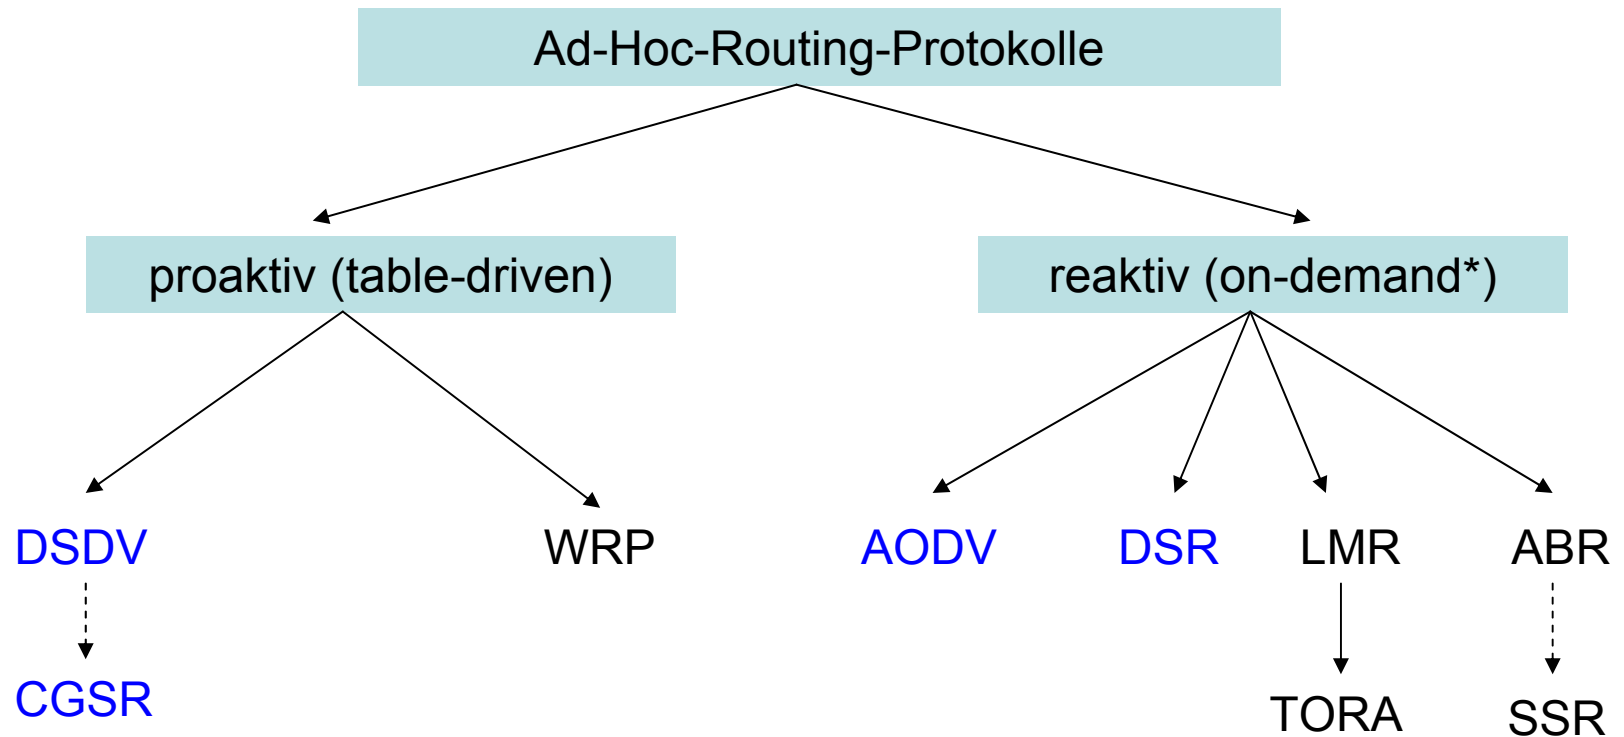 Ad-Hoc-Routing-Protokolle
proaktiv (table-driven)
reaktiv (on-demand*)
DSDV
WRP
AODV
DSR
LMR
ABR
CGSR
TORA
SSR